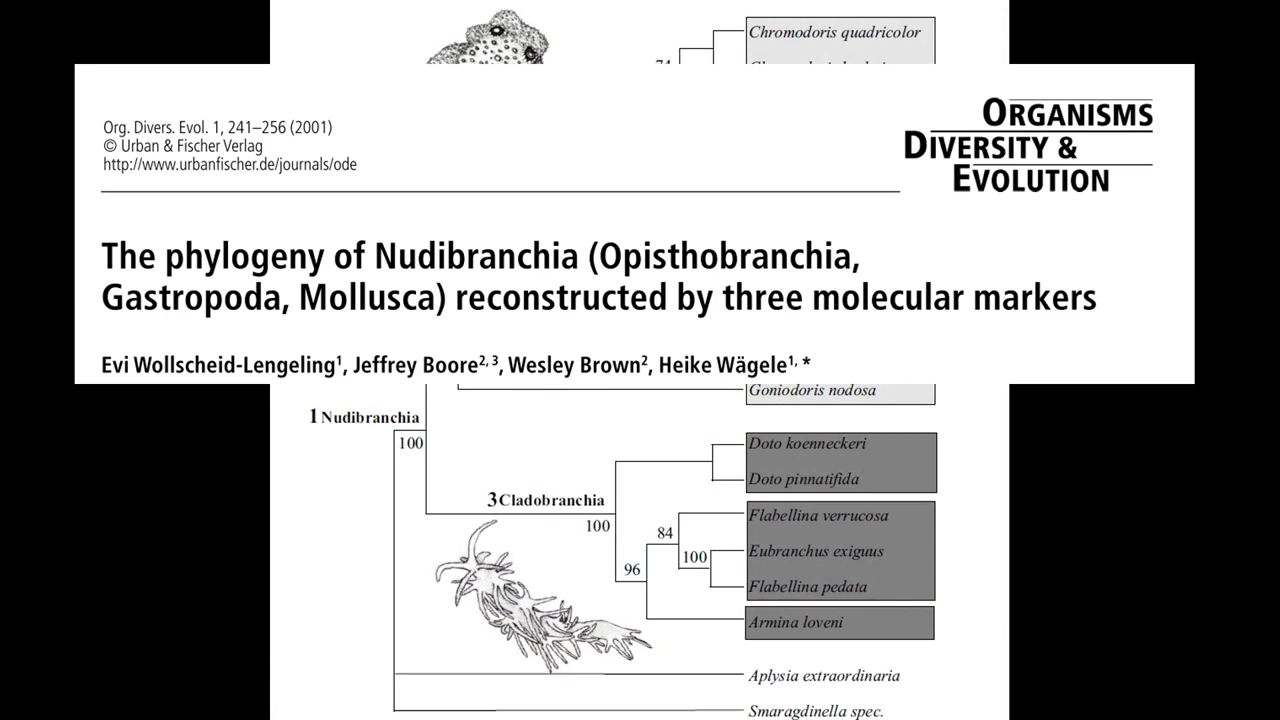 Chromodoris quadricolor
Org. Divers. Evol. 1, 241–256 (2001)
© Urban & Fischer Verlag
http://www.urbanfischer.de/journals/ode
ORGANISMS
DIVERSITY &
EVOLUTION
The phylogeny of Nudibranchia (Opisthobranchia,
Gastropoda, Mollusca) reconstructed by three molecular markers
Evi Wollscheid-Lengeling1, Jeffrey Boore2, 3, Wesley Brown2, Heike Wägele1, *
Goniodoris nodosa
1 Nudibranchia
100
Doto koenneckeri
Doto pinnatifida
3 Cladobranchia
100
Flabellina verrucosa
84
Eubranchus exiguus
100
96
Flabellina pedata
Armina loveni
Aplysia extraordinaria
Smaragdinella spec.